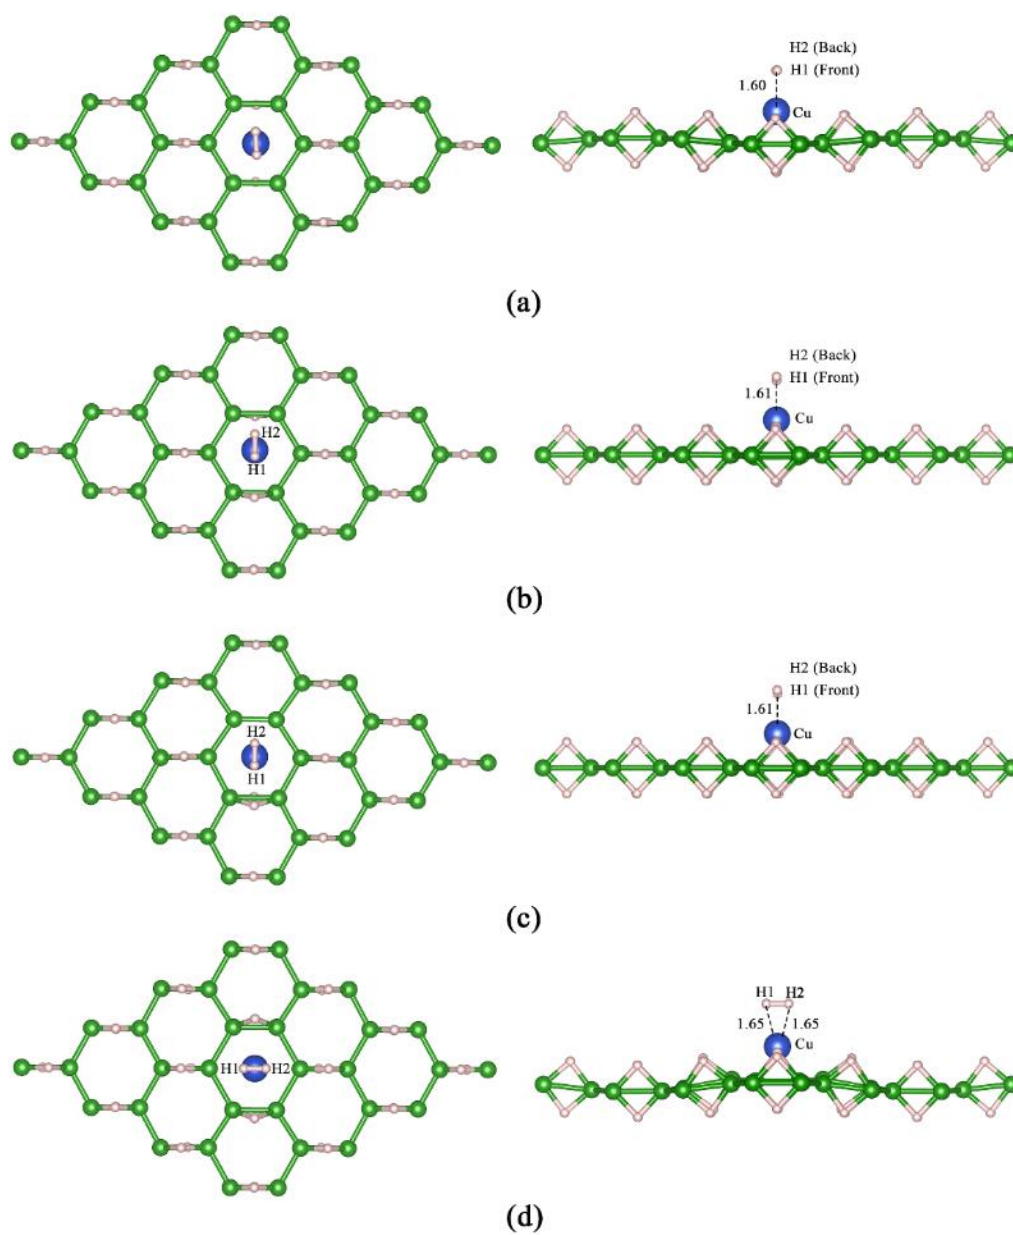 H2 (Back)
H1 (Front)
1.60
Cu
(a)
H2
H1
H2 (Back)
H1 (Front)
1.61
Cu
(b)
H2
H1
H2 (Back)
H1 (Front)
1.61
Cu
(c)
H1 H2
H1 H2
1.65 1.65
Cu
(d)